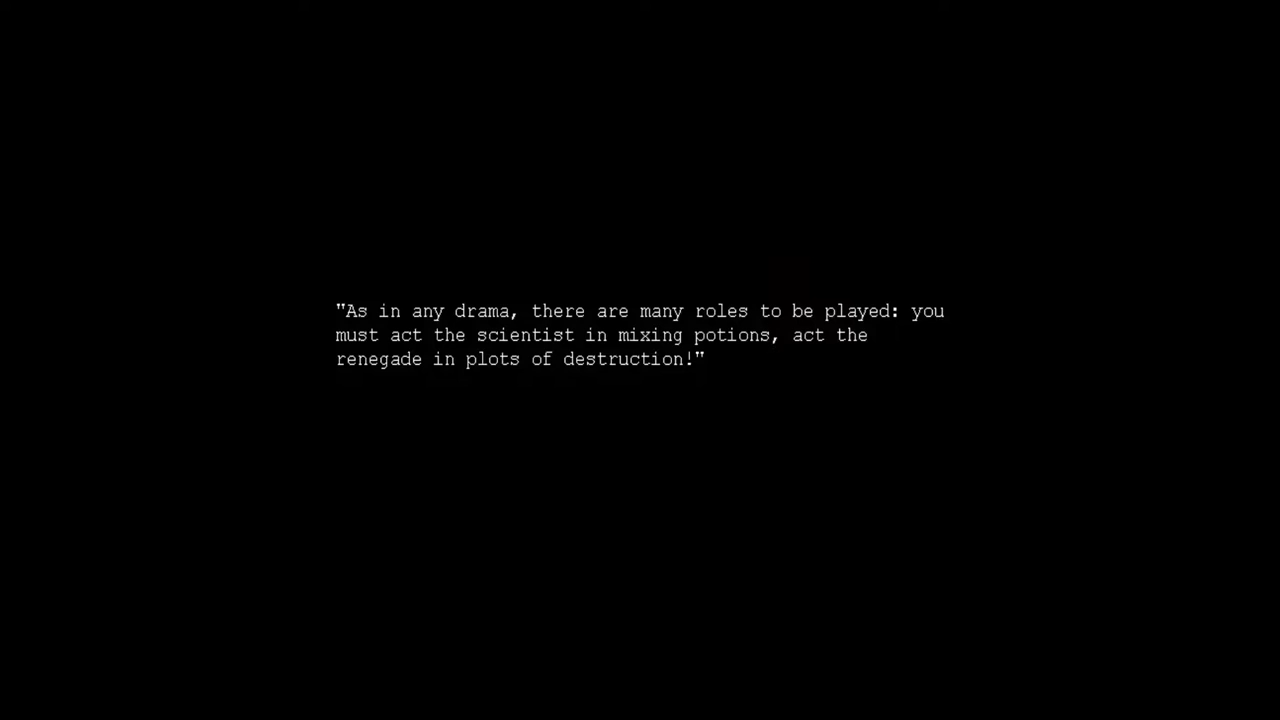 "As in any drama, there are many roles to be played: you
must act the scientist in mixing potions, act the
renegade in plots of destruction!"